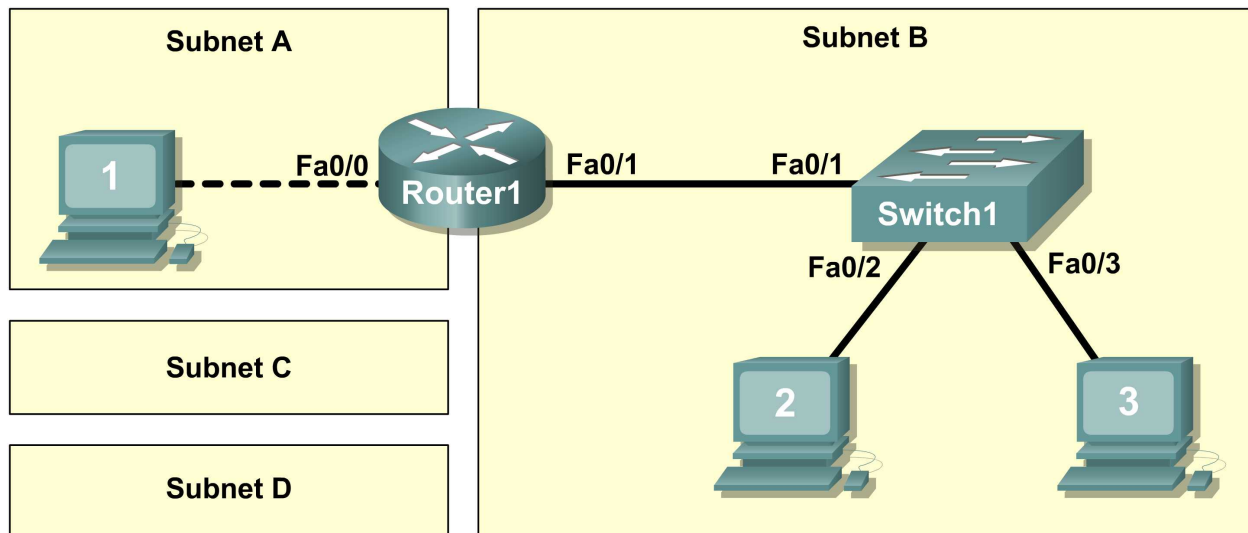 Subnet A
Subnet B
1
Fa0/0
Router1
Fa0/1
Fa0/1
Switch1
Fa0/2
Fa0/3
Subnet C
2
3
Subnet D